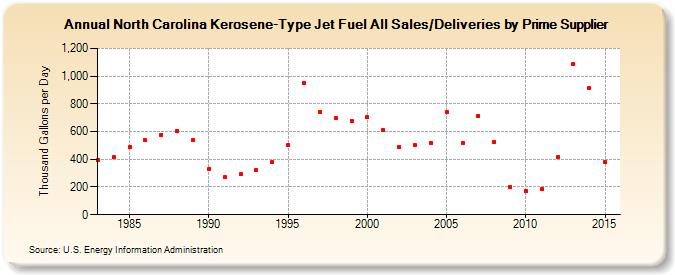 Annual North Carolina Kerosene-Type Jet Fuel All Sales/Deliveries by Prime Supplier
Thousand Gallons per Day
1,200
1,000
800
600
400
200
0
1985 1990 1995 2000 2005 2010 2015
Source: U.S. Energy Information Administration